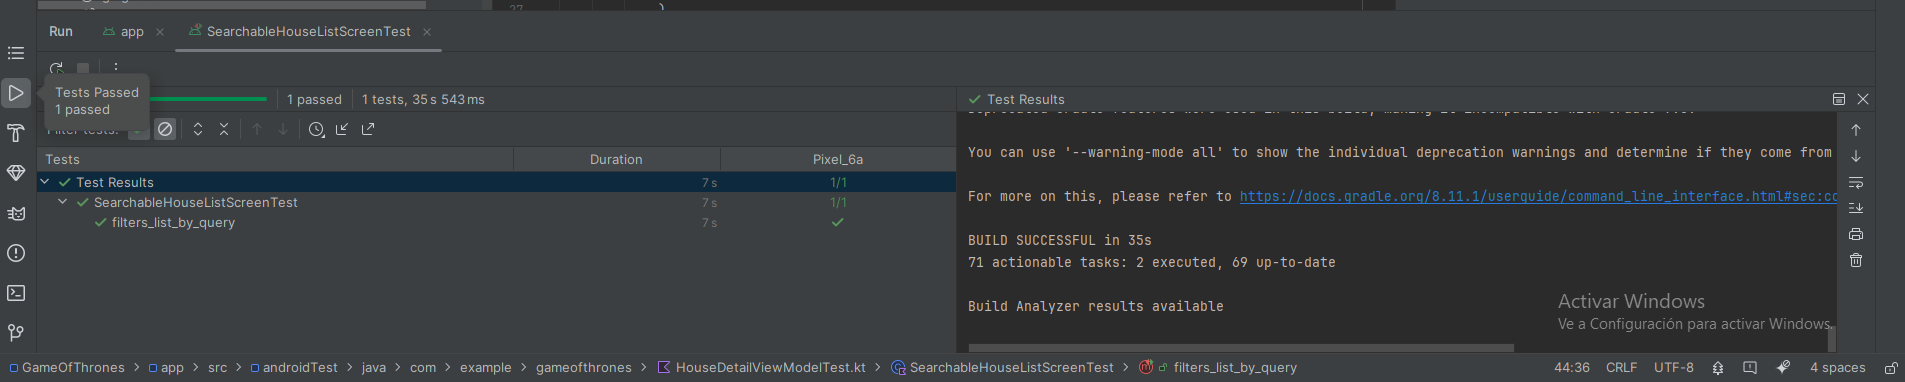 27
Run app SearchableHouseListScreenTest
Tests Passed
1 passed
1 passed 1 tests, 35 s 543 ms
Test Results
Tests Duration Pixel_6a
Test Results 7 s 1/1
SearchableHouseListScreenTest 7 s 1/1
filters_list_by_query 7 s
You can use '--warning-mode all' to show the individual deprecation warnings and determine if they come from
For more on this, please refer to https://docs.gradle.org/8.11.1/userguide/command_line_interface.html#sec:co
BUILD SUCCESSFUL in 35s
71 actionable tasks: 2 executed, 69 up-to-date
Build Analyzer results available
Activar Windows
Ve a Configuración para activar Windows.
GameOfThrones app src androidTest java com example gameofthrones HouseDetailViewModelTest.kt SearchableHouseListScreenTest filters_list_by_query 44:36 CRLF UTF-8 4 spaces